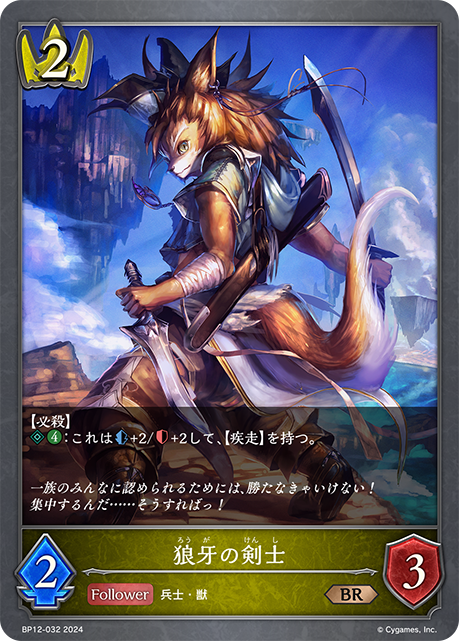 2
【必殺】
4：これは+2/+2して、【疾走】を持つ。
一族のみんなに認められるためには、勝たなきゃいけない！
集中するんだ……そうすればっ！
ろうが けんし
狼牙の剣士
2
Follower 兵士・獣 BR
3
BP12-032 2024 © Cygames, Inc.